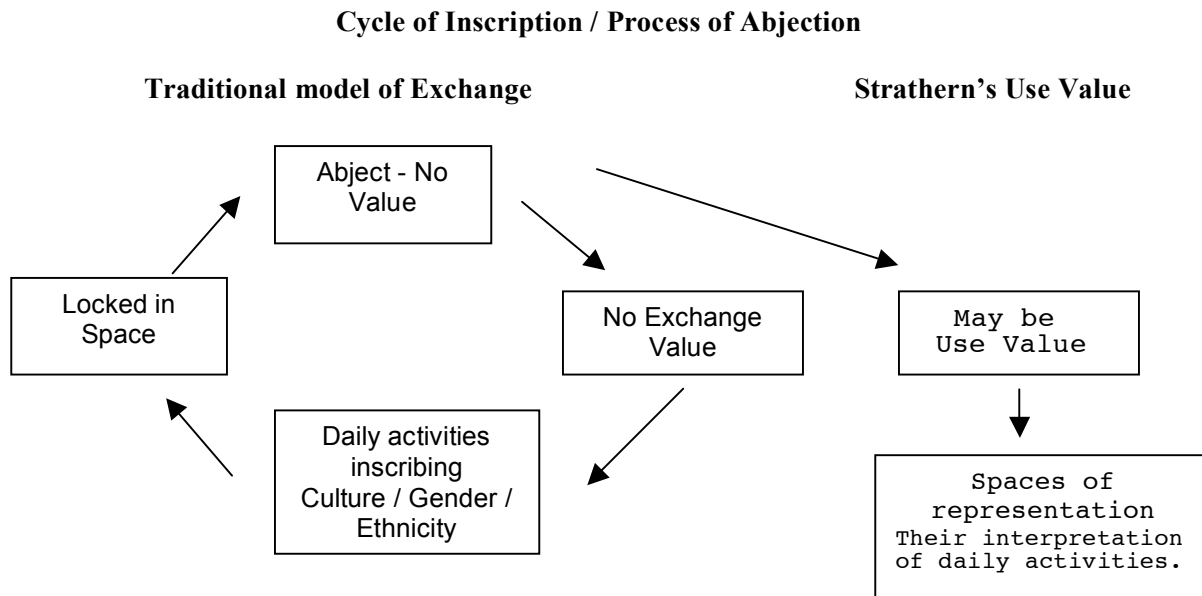 Cycle of Inscription / Process of Abjection
Traditional model of Exchange
Strathern’s Use Value
Abject - No
Value
Locked in
Space
No Exchange
Value
May be
Use Value
Daily activities
inscribing
Culture / Gender /
Ethnicity
Spaces of
representation
Their interpretation
of daily activities.